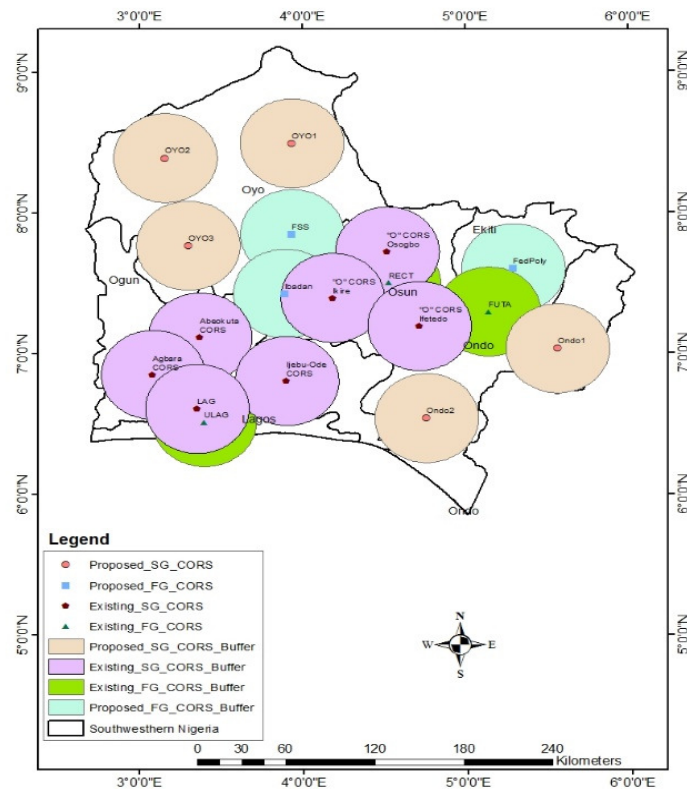 3°0'0"E 4°0'0"E 5°0'0"E 6°0'0"E
9°0'0"N 9°0'0"N
8°0'0"N 8°0'0"N
7°0'0"N 7°0'0"N
6°0'0"N 6°0'0"N
5°0'0"N 5°0'0"N
OYO1
OYO2
Oyo
FSS
OYO3
"O" CORS
Osogbo
Ekiti
FedPoly
Ogun
Ibadan
"O" CORS
Ikire
RECT
Osun
"O" CORS
Ifetedo
FUTA
Abaokuta
CORS
Ondo
Ondo1
Agbara
CORS
Ijebu-Ode
CORS
LAG
ULAG
Lagos
Ondo2
Ondo
Legend
Proposed_SG_CORS
Proposed_FG_CORS
Existing_SG_CORS
Existing_FG_CORS
Proposed_SG_CORS_Buffer
Existing_SG_CORS_Buffer
Existing_FG_CORS_Buffer
Proposed_FG_CORS_Buffer
Southwesthern Nigeria
N
W E
S
0 30 60 120 180 240
Kilometers
3°0'0"E 4°0'0"E 5°0'0"E 6°0'0"E